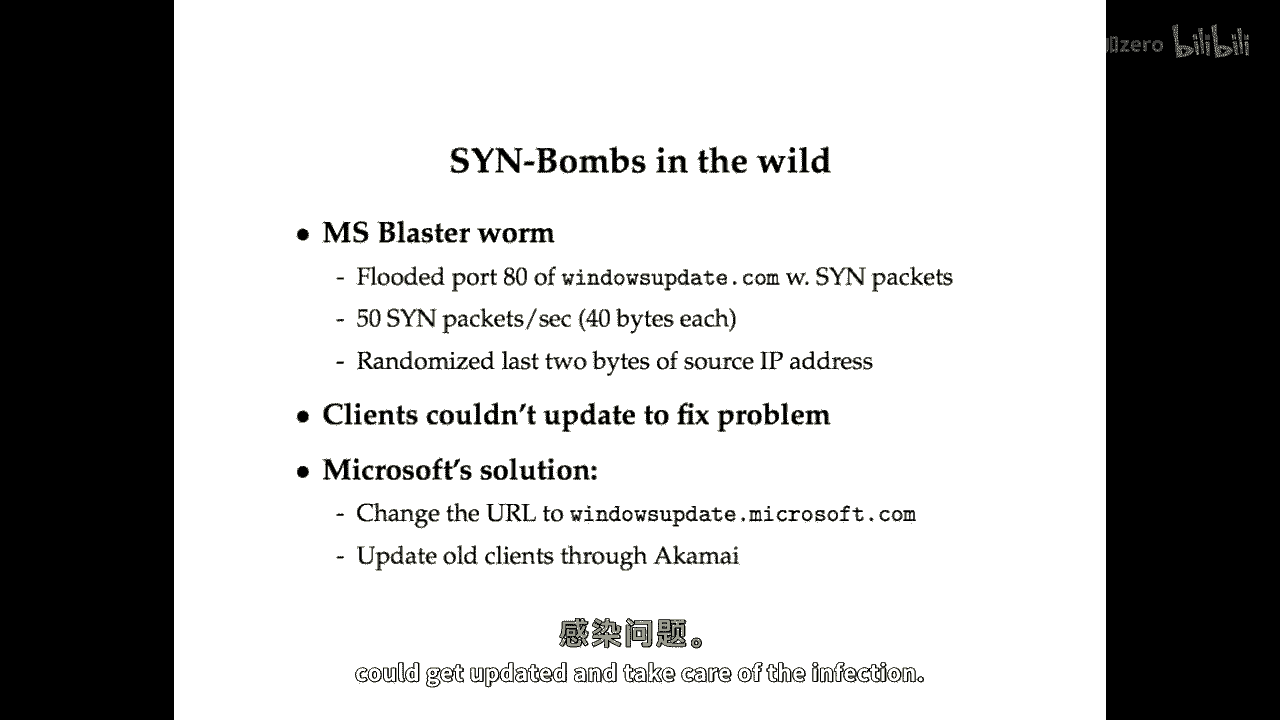 zero bilibili
SYN-Bombs in the wild
• MS Blaster worm
- Flooded port 80 of windowsupdate.com w. SYN packets
- 50 SYN packets/sec (40 bytes each)
- Randomized last two bytes of source IP address
• Clients couldn't update to fix problem
• Microsoft's solution:
- Change the URL to windowsupdate.microsoft.com
- Update old clients through Akamai
感染问题。
could get updated and take care of the infection.